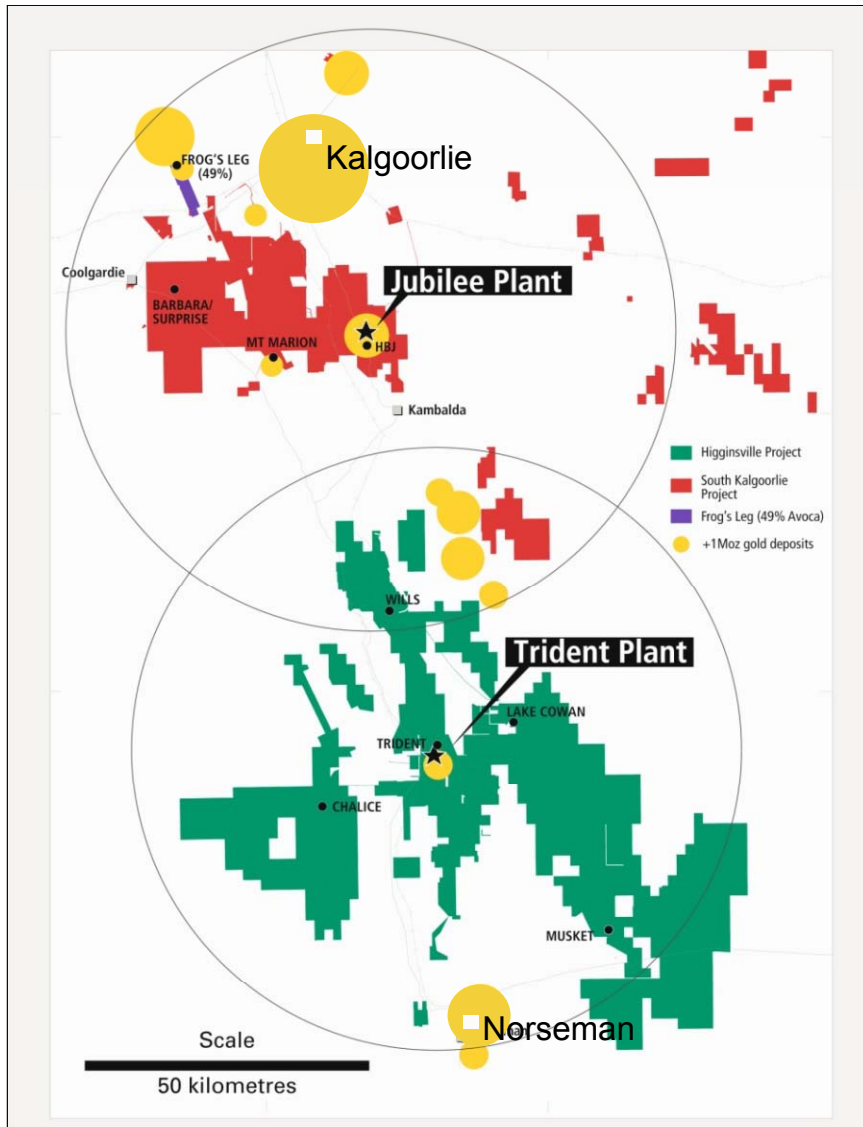 Kalgoorlie
FROG'S LEG
(49%)
Coolgardie
Jubilee Plant
BARBARA/
SURPRISE
MT MARION
HBJ
Kambalda
Higginsville Project
South Kalgoorlie
Project
Frog's Leg (49% Avoca)
+1Moz gold deposits
WILLS
Trident Plant
LAKE COWAN
TRIDENT
CHALICE
MUSKET
Norseman
Scale
50 kilometres